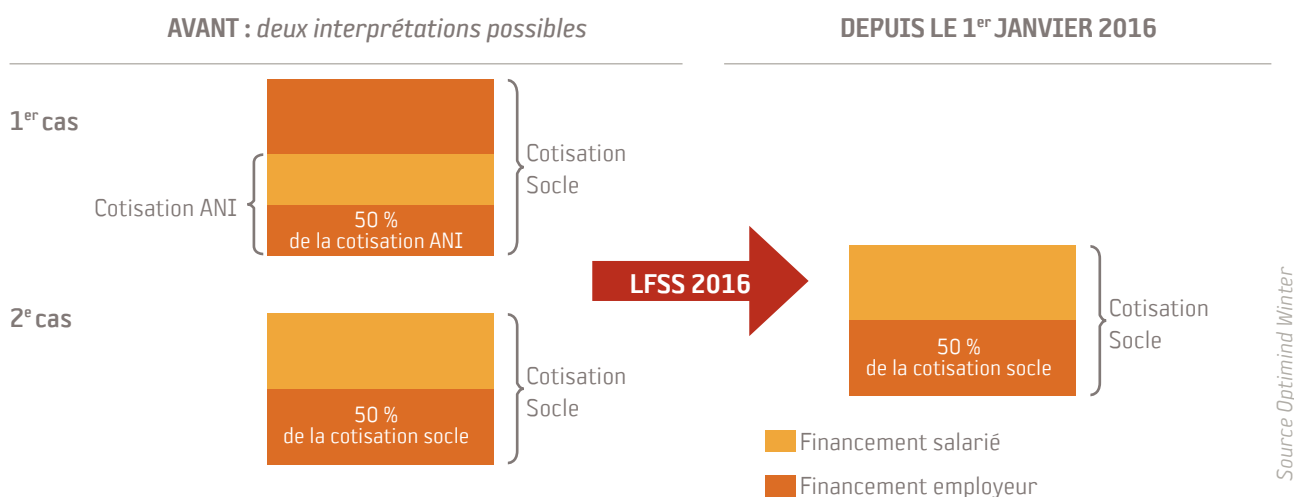 AVANT : deux interprétations possibles
DEPUIS LE 1er JANVIER 2016
1er cas
Cotisation
Socle
Cotisation ANI
50 %
de la cotisation ANI
LFSS 2016
2e cas
Cotisation
Socle
50 %
de la cotisation socle
Cotisation
Socle
50 %
de la cotisation socle
Financement salarié
Financement employeur
Source Optimind Winter